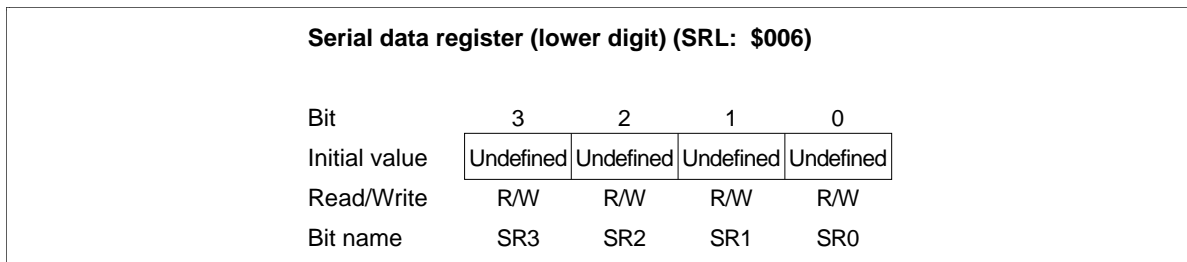 Serial data register (lower digit) (SRL: $006)
Bit 3 2 1 0
Initial value Undefined Undefined Undefined Undefined
Read/Write R/W R/W R/W R/W
Bit name SR3 SR2 SR1 SR0